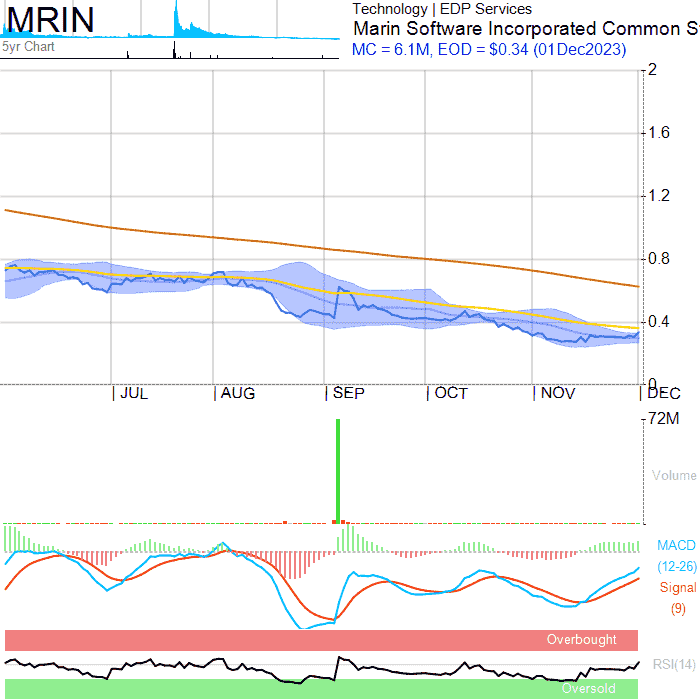 MRIN
5yr Chart
Technology | EDP Services
Marin Software Incorporated Common S
MC = 6.1M, EOD = $0.34 (01Dec2023)
2
1.6
1.2
0.8
0.4
0
JUL AUG SEP OCT NOV DEC
72M
Volume
MACD
(12-26)
Signal
(9)
Overbought
RSI(14)
Oversold